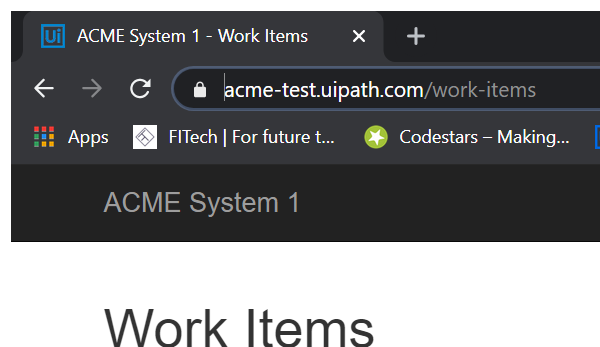 Ui ACME System 1 - Work Items
acme-test.uipath.com/work-items
Apps FITech | For future t... Codestars – Making...
ACME System 1
Work Items